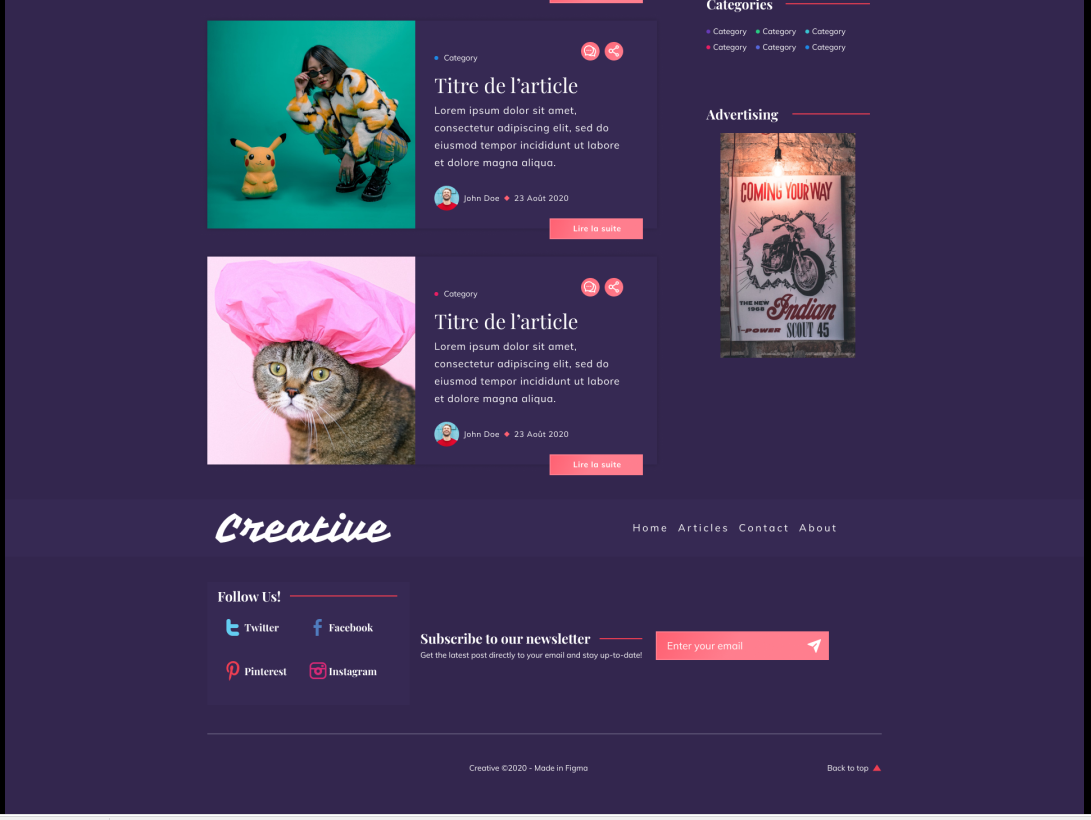 Categories
Category Category Category
Category Category Category
Category
Titre de l’article
Lorem ipsum dolor sit amet,
consectetur adipiscing elit, sed do
eiusmod tempor incididunt ut labore
et dolore magna aliqua.
John Doe 23 Août 2020
Lire la suite
Advertising
COMING YOUR WAY
THE NEW
1968 Indian
POWER SCOUT 45
Category
Titre de l’article
Lorem ipsum dolor sit amet,
consectetur adipiscing elit, sed do
eiusmod tempor incididunt ut labore
et dolore magna aliqua.
John Doe 23 Août 2020
Lire la suite
Creative
Home Articles Contact About
Follow Us!
Twitter Facebook
Pinterest Instagram
Subscribe to our newsletter
Get the latest post directly to your email and stay up-to-date!
Enter your email
Creative ©2020 - Made in Figma
Back to top